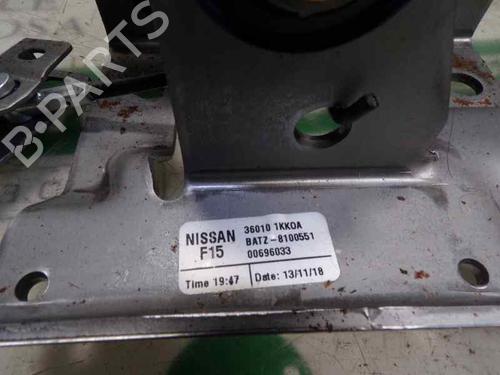 B-PARTS
NISSAN
F15
36010 1KK0A
BATZ-8100551
00696033
Time 19:47
Date: 13/11/18